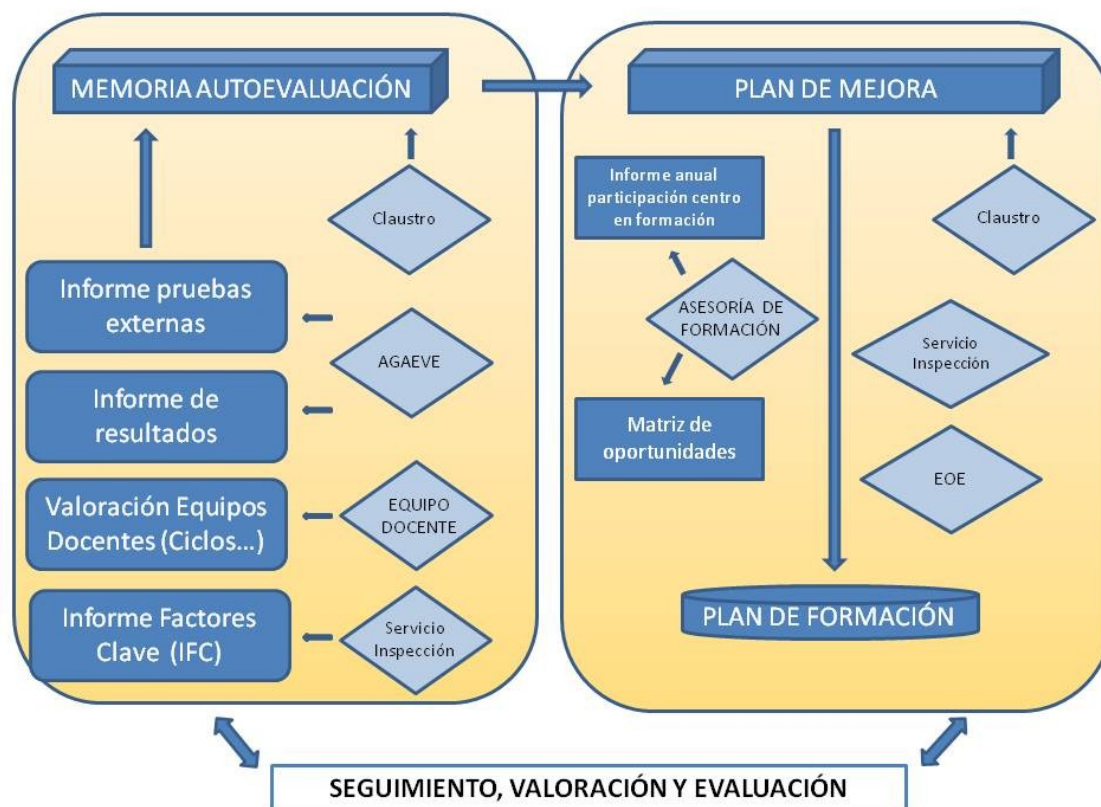 MEMORIA AUTOEVALUACIÓN
Claustro
Informe pruebas
externas
AGAEVE
Informe de
resultados
Valoración Equipos
Docentes (Ciclos...)
EQUIPO
DOCENTE
Informe Factores
Clave (IFC)
Servicio
Inspección
PLAN DE MEJORA
Informe anual
participación centro
en formación
Claustro
ASESORÍA DE
FORMACIÓN
Servicio
Inspección
Matriz de
oportunidades
EOE
PLAN DE FORMACIÓN
SEGUIMIENTO, VALORACIÓN Y EVALUACIÓN